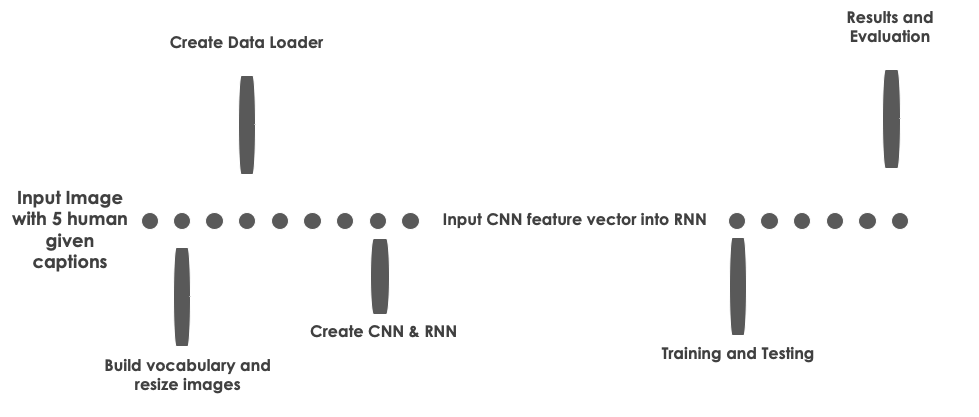 Create Data Loader
Results and
Evaluation
Input Image
with 5 human
given
captions
Input CNN feature vector into RNN
Create CNN & RNN
Build vocabulary and
resize images
Training and Testing